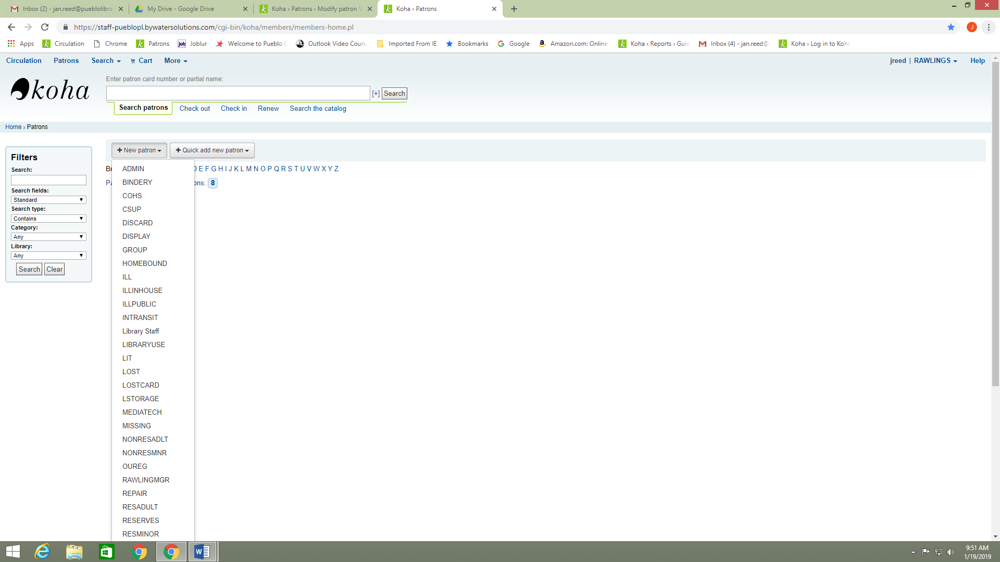 Inbox (2) - jan.reed@pueblolibra
My Drive - Google Drive
Koha › Patrons › Modify patron V
Koha › Patrons
https://staff-pueblopl.bywatersolutions.com/cgi-bin/koha/members/members-home.pl
J
Apps
Circulation
Chrome
Patrons
Joblur
Welcome to Pueblo
Outlook Video Cours
Imported From IE
Bookmarks
Google
Amazon.com: Online
Koha › Reports › Guid
Inbox (4) - jan.reed@
Koha › Log in to Koha
Circulation Patrons Search Cart More
jreed | RAWLINGS Help
koha
Enter patron card number or partial name:
[+] Search
Search patrons Check out Check in Renew Search the catalog
Home › Patrons
Filters
Search:
Search fields:
Standard
Search type:
Contains
Category:
Any
Library:
Any
Search Clear
+ New patron + Quick add new patron
Br E F G H I J K L M N O P Q R S T U V W X Y Z
Pa ons: 8
ADMIN
BINDERY
COHS
CSUP
DISCARD
DISPLAY
GROUP
HOMEBOUND
ILL
ILLINHOUSE
ILLPUBLIC
INTRANSIT
Library Staff
LIBRARYUSE
LIT
LOST
LOSTCARD
LSTORAGE
MEDIATECH
MISSING
NONRESADLT
NONRESMNR
OUREG
RAWLINGMGR
REPAIR
RESADULT
RESERVES
RESMINOR
9:51 AM
1/19/2019